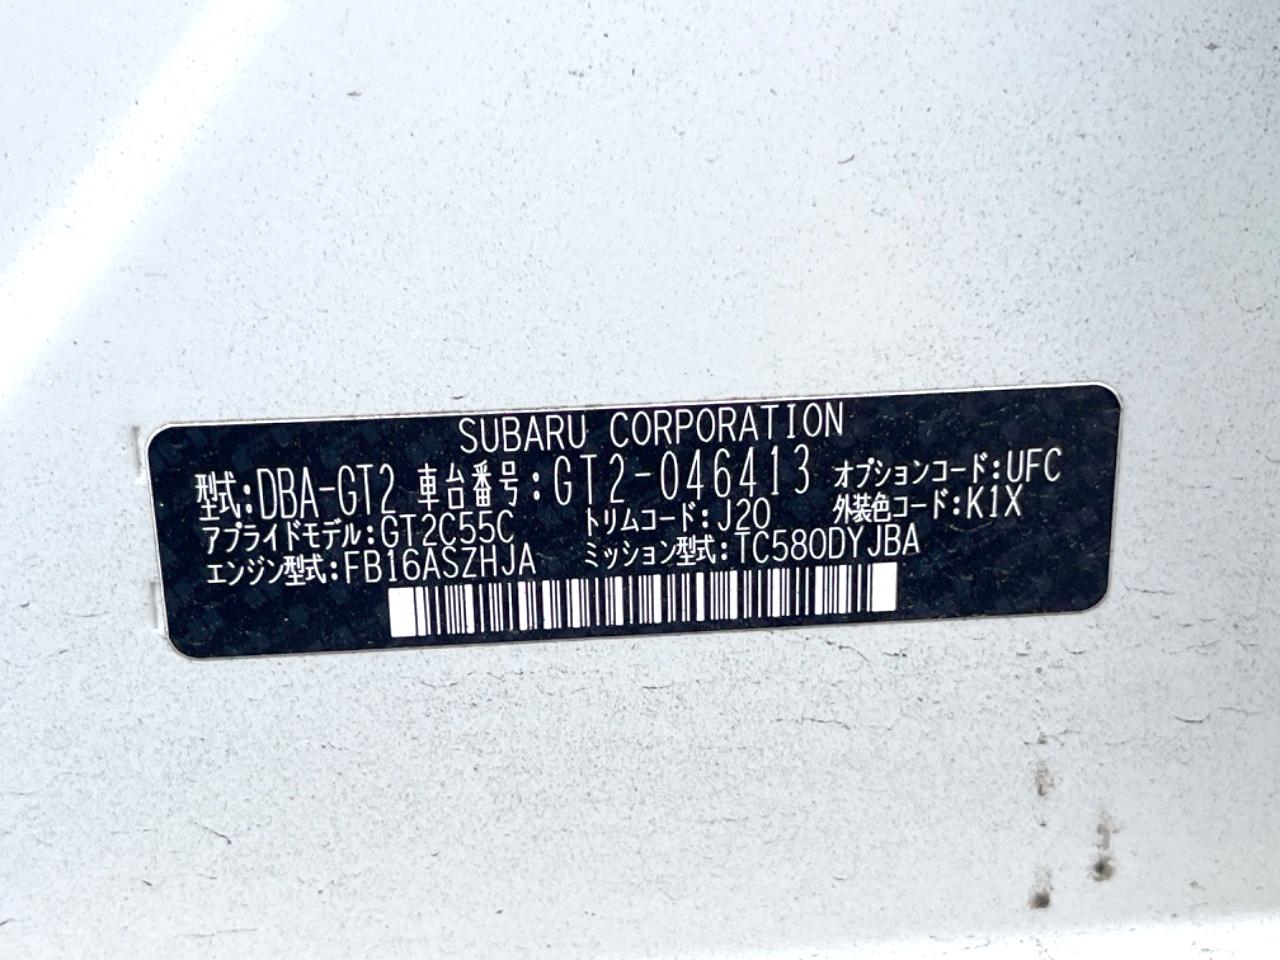 SUBARU CORPORATION
型式:DBA-GT2 車台番号:GT2-046413 オプションコード:UFC
アプライドモデル:GT2C55C トリムコード:J20 外装色コード:K1X
エンジン型式:FB16ASZHJA ミッション型式:TC580DYJBA